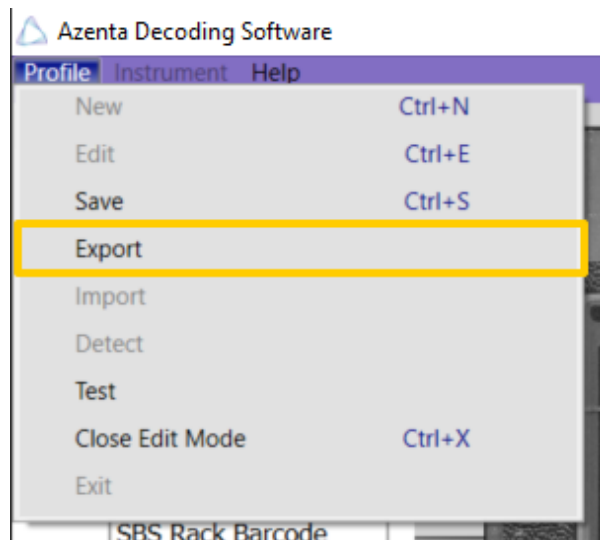 Azenta Decoding Software
Profile Instrument Help
New Ctrl+N
Edit Ctrl+E
Save Ctrl+S
Export
Import
Detect
Test
Close Edit Mode Ctrl+X
Exit
SBS Rack Barcode